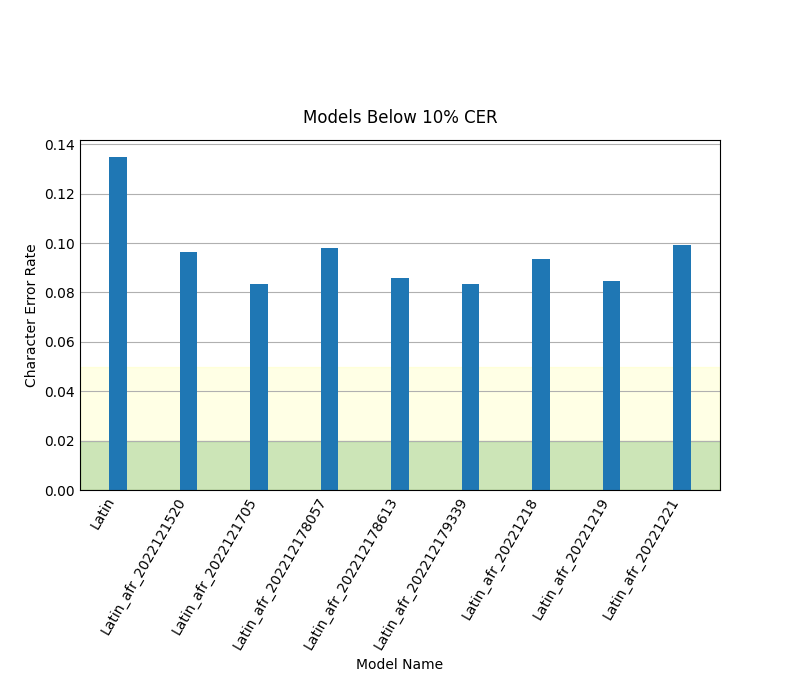 Models Below 10% CER
Character Error Rate
0.14
0.12
0.10
0.08
0.06
0.04
0.02
0.00
Latin
Latin_afr_2022121520
Latin_afr_2022121705
Latin_afr_202212178057
Latin_afr_202212178613
Latin_afr_202212179339
Latin_afr_20221218
Latin_afr_20221219
Latin_afr_20221221
Model Name